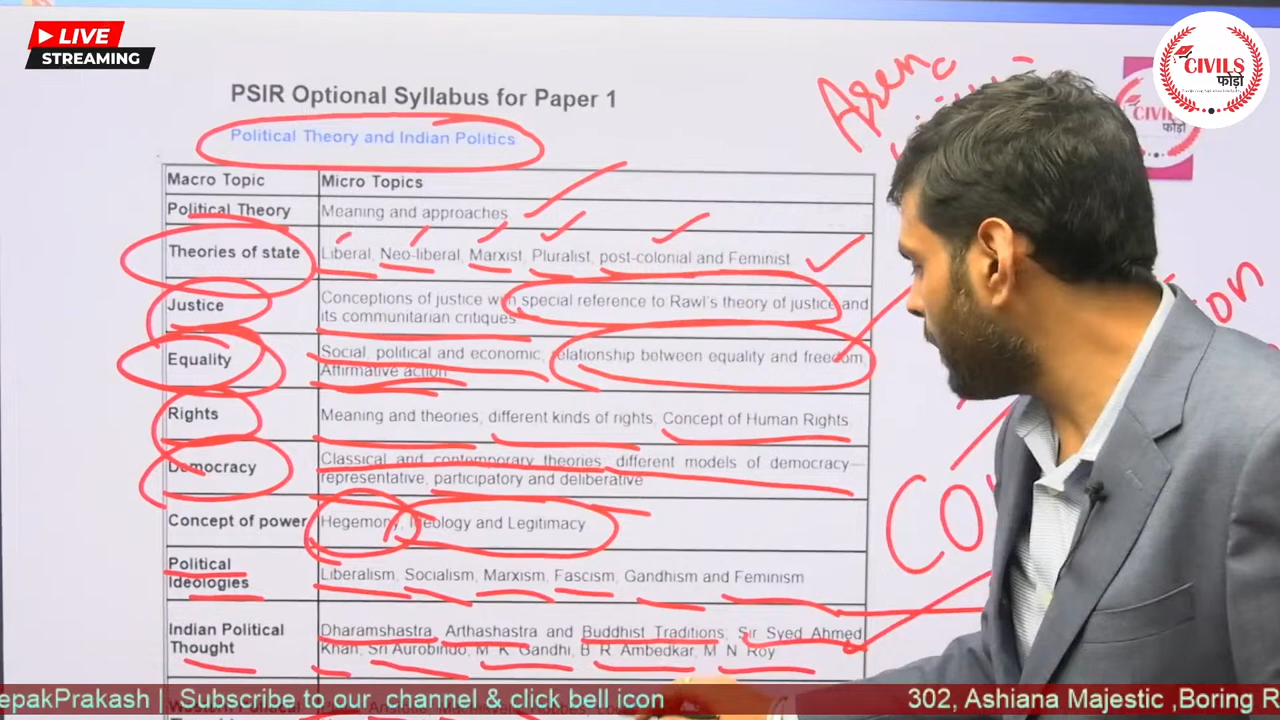 LIVE
STREAMING
CIVILS
फोड़ो
CIVILS
फोड़ो
PSIR Optional Syllabus for Paper 1
Political Theory and Indian Politics
Macro Topic
Micro Topics
Political Theory
Meaning and approaches
Theories of state
Liberal, Neo-liberal, Marxist, Pluralist, post-colonial and Feminist
Justice
Conceptions of justice with special reference to Rawl's theory of justice and
its communitarian critiques
Equality
Social, political and economic, relationship between equality and freedom,
Affirmative action
Rights
Meaning and theories, different kinds of rights, Concept of Human Rights
Democracy
Classical and contemporary theories, different models of democracy—
representative, participatory and deliberative
Concept of power
Hegemony, Ideology and Legitimacy
Political
Ideologies
Liberalism, Socialism, Marxism, Fascism, Gandhism and Feminism
Indian Political
Thought
Dharamshastra, Arthashastra and Buddhist Traditions, Sir Syed Ahmed
Khan, Sri Aurobindo, M K Gandhi, B R Ambedkar, M N Roy
epakPrakash | Subscribe to our channel & click bell icon
302, Ashiana Majestic ,Boring R